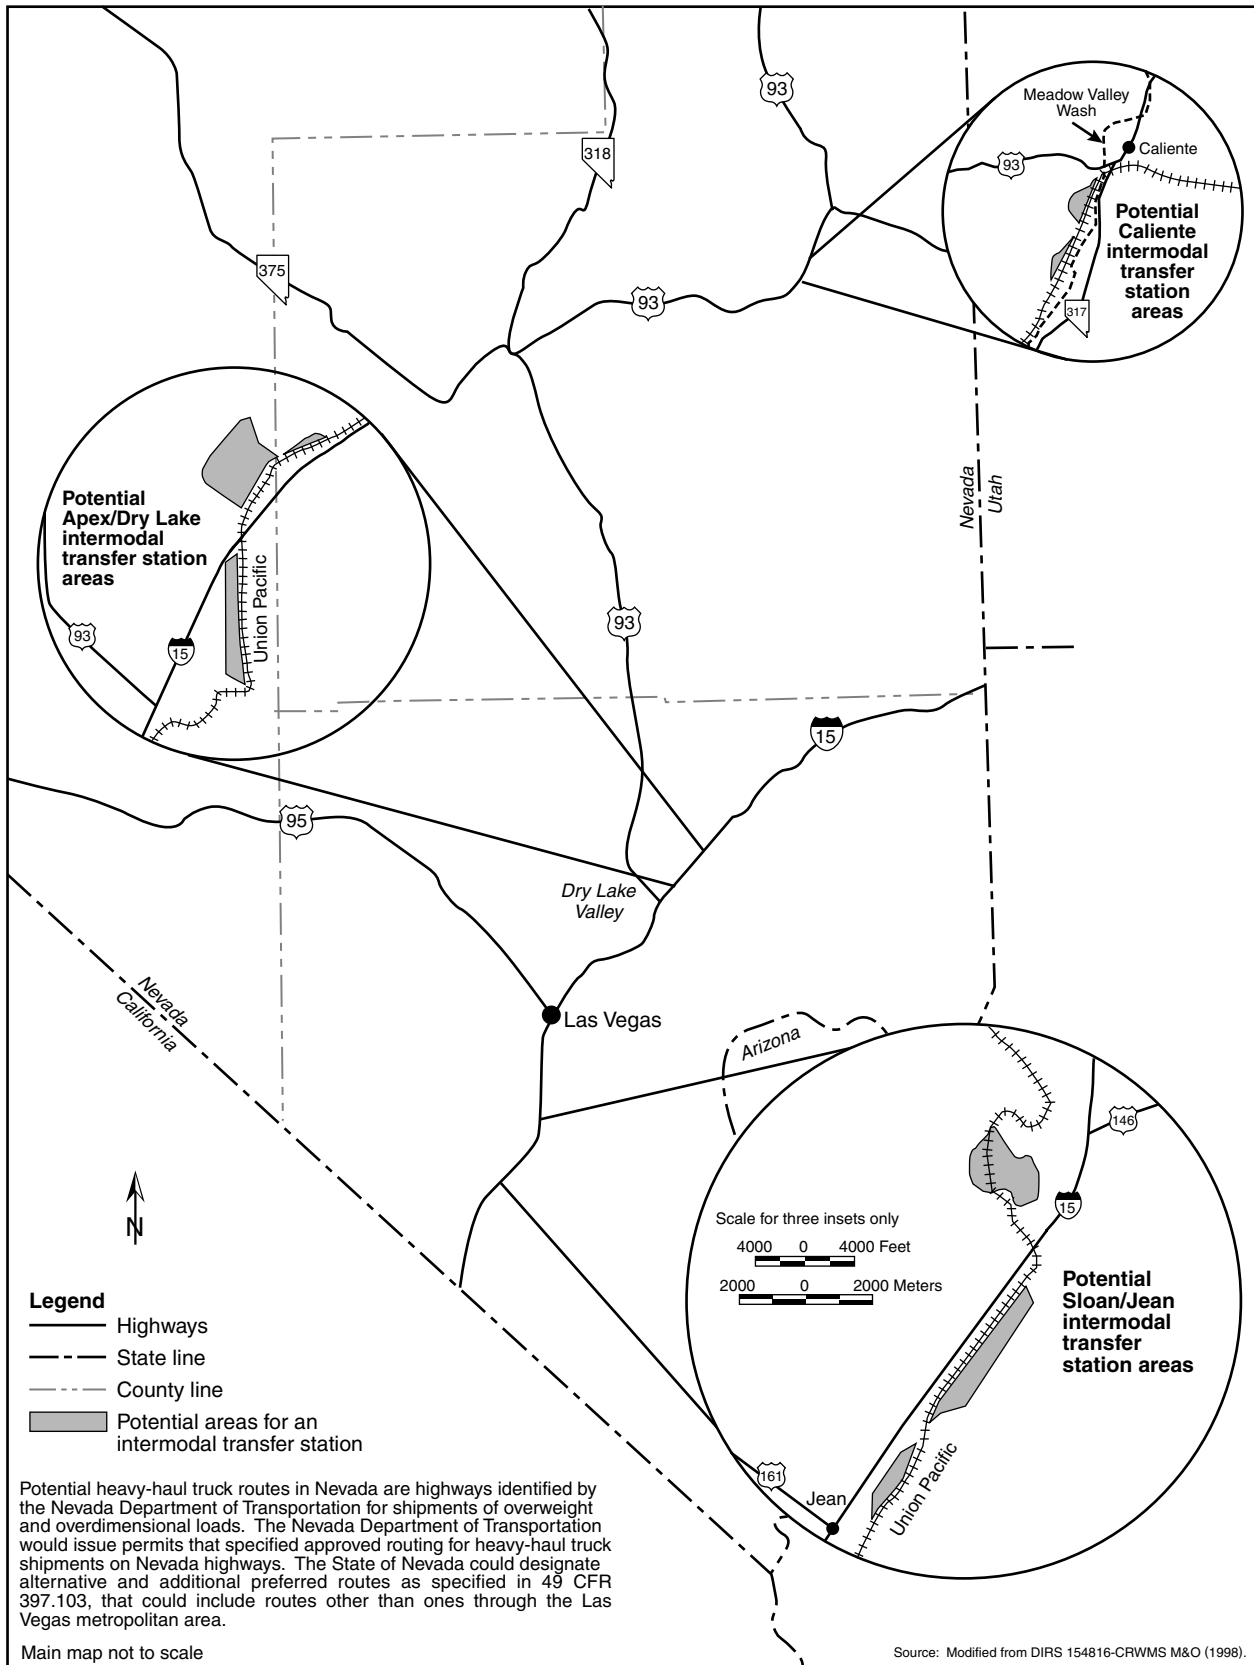 93
Meadow Valley
Wash
Caliente
93
318
Potential
Caliente
intermodal
transfer
station
areas
317
375
93
Nevada
Utah
Potential
Apex/Dry Lake
intermodal
transfer station
areas
Union Pacific
93
15
93
15
95
Dry Lake
Valley
Nevada
California
Las Vegas
Arizona
146
15
Scale for three insets only
4000 0 4000 Feet
2000 0 2000 Meters
Potential
Sloan/Jean
intermodal
transfer
station areas
161
Jean
Union Pacific
N
Legend
Highways
State line
County line
Potential areas for an
intermodal transfer station
Potential heavy-haul truck routes in Nevada are highways identified by
the Nevada Department of Transportation for shipments of overweight
and overdimensional loads. The Nevada Department of Transportation
would issue permits that specified approved routing for heavy-haul truck
shipments on Nevada highways. The State of Nevada could designate
alternative and additional preferred routes as specified in 49 CFR
397.103, that could include routes other than ones through the Las
Vegas metropolitan area.
Main map not to scale
Source: Modified from DIRS 154816-CRWMS M&O (1998).